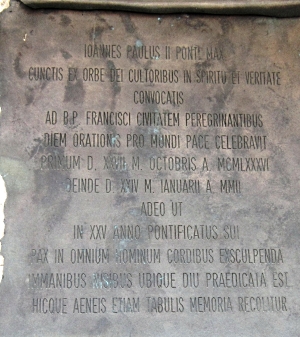 IOANNES PAULUS II PONT. MAX.
CUNCTIS EX ORBE DEI CULTORIBUS IN SPIRITU ET VERITATE
CONVOCATIS
AD B.P. FRANCISCI CIVITATEM PEREGRINANTIBUS
DIEM ORATIONIS PRO MUNDI PACE CELEBRAVIT
PRIMUM D. XXVII M. OCTOBRIS A. MCMLXXXVI
DEINDE D. XXIV M. IANUARII A. MMII
ADEO UT
IN XXV ANNO PONTIFICATUS SUI
PAX IN OMNIUM HOMINUM CORDIBUS EXSCULPENDA
IMMANIBUS UBIQUE DIU PRAEDICATA EST
HICQUE AENEIS ETIAM TABULIS MEMORIA RECOLITUR